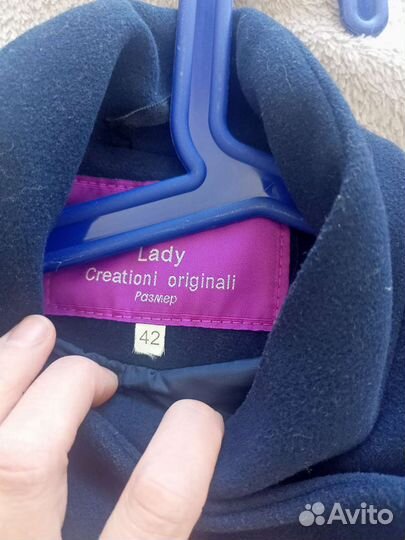 Lady
Creationi originali
Размер
42
Avito